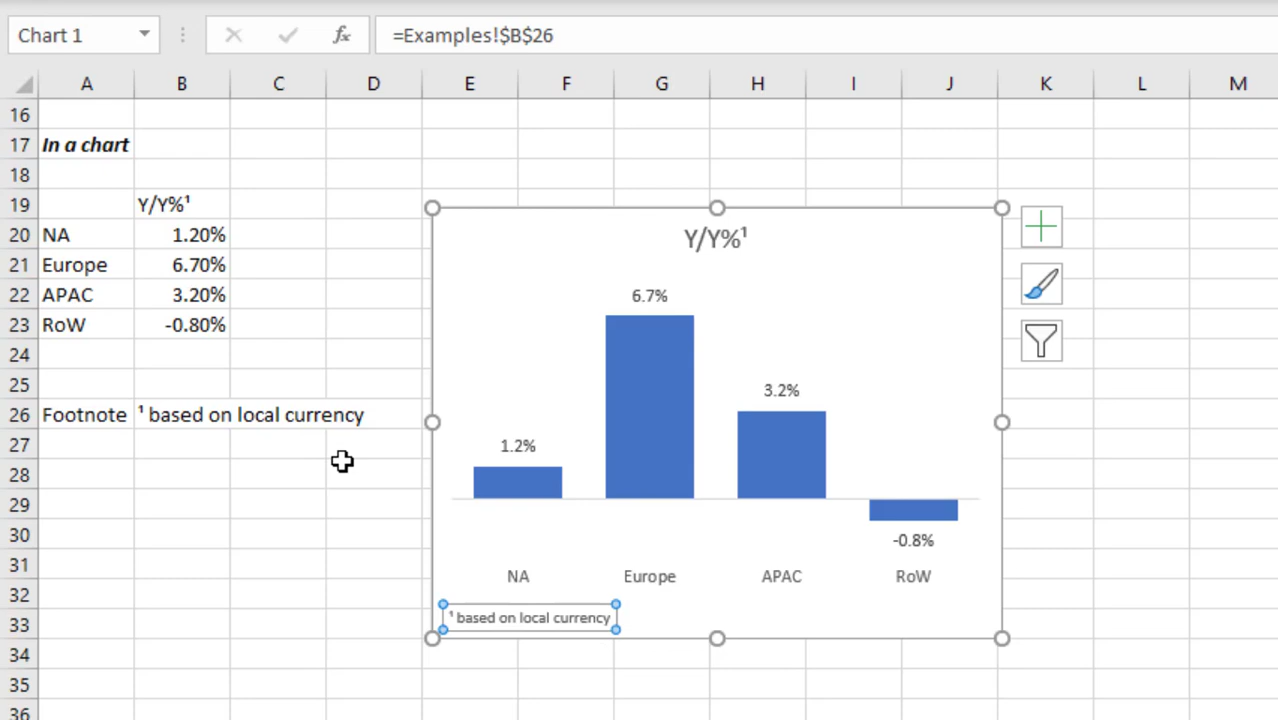 Chart 1 fx =Examples!$B$26
A B C D E F G H I J K L M
16
17 In a chart
18
19 Y/Y%¹
20 NA 1.20%
21 Europe 6.70%
22 APAC 3.20%
23 RoW -0.80%
24
25
26 Footnote ¹ based on local currency
27
28
29
30
31
32
33
34
35
36
Y/Y%¹
6.7%
3.2%
1.2%
-0.8%
NA Europe APAC RoW
¹ based on local currency